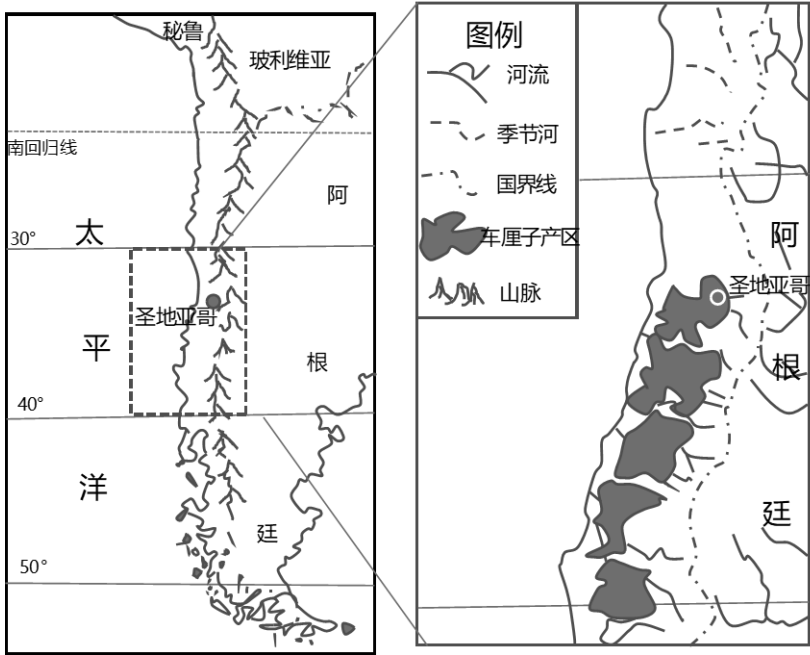 秘鲁
玻利维亚
南回归线
阿
太
30°
圣地亚哥
平
根
40°
洋
廷
50°
图例
河流
季节河
国界线
车厘子产区
山脉
阿
圣地亚哥
根
廷